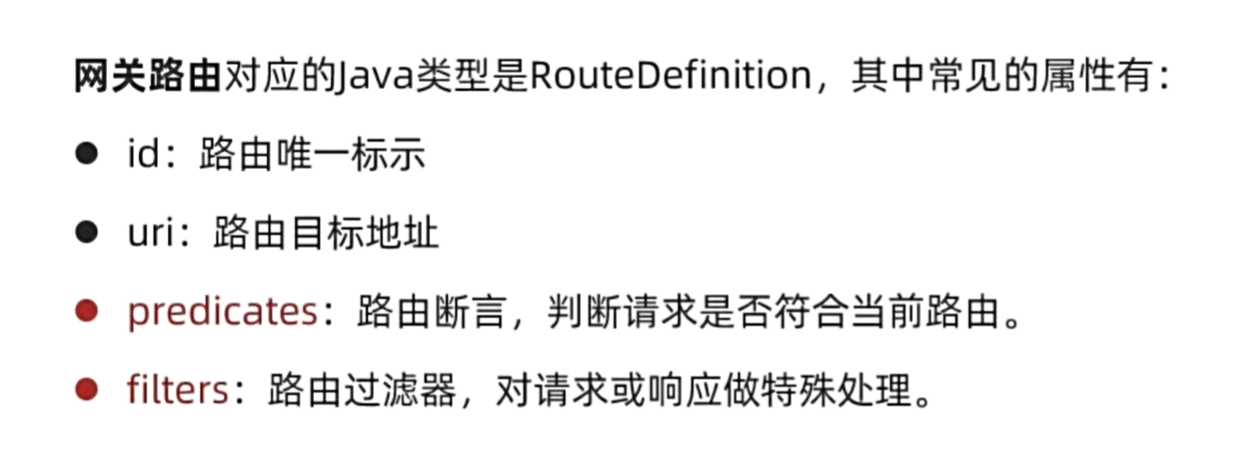 网关路由对应的Java类型是RouteDefinition，其中常见的属性有：
● id：路由唯一标示
● uri：路由目标地址
● predicates：路由断言，判断请求是否符合当前路由。
● filters：路由过滤器，对请求或响应做特殊处理。